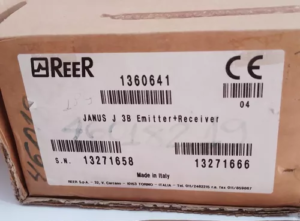 REER
1360641
CE
04
JANUS J 3B Emitter+Receiver
S.N. 13271658 13271666
Made in Italy